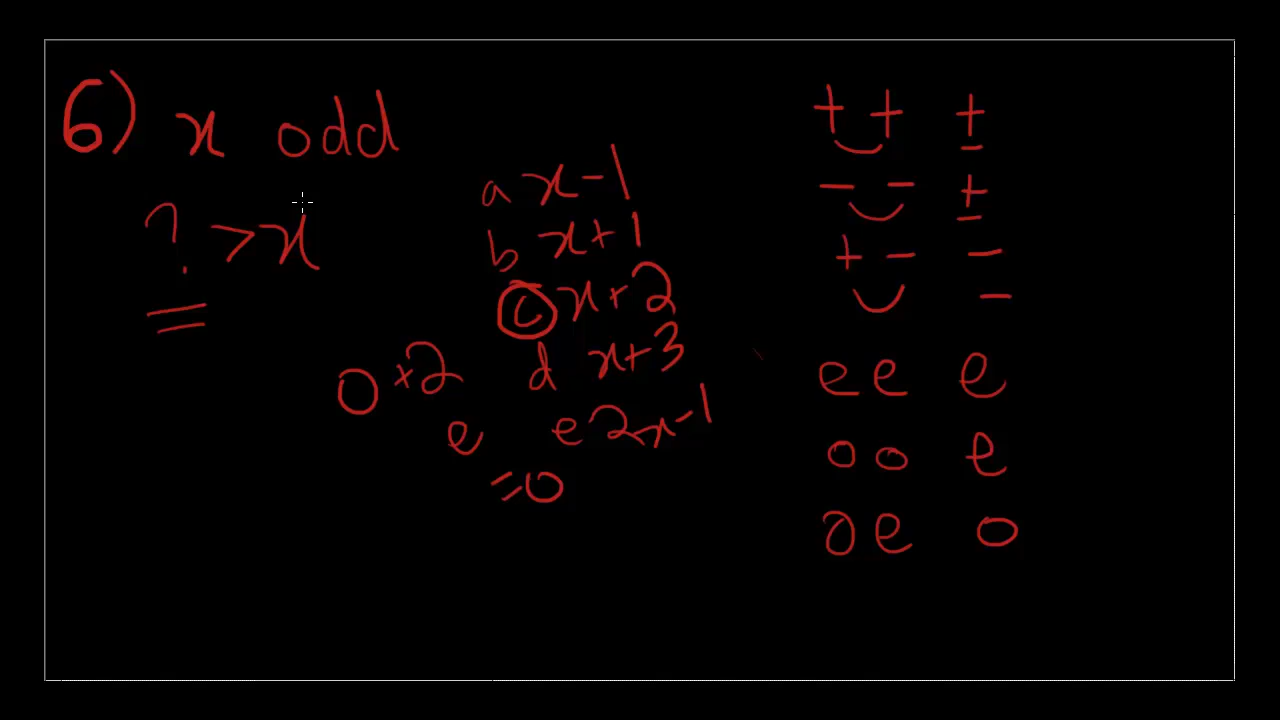 6) x odd
? > x
a x - 1
b x + 1
c x + 2
d x + 3
e 2x - 1
0 + 2
e
= 0
+ + +
- - +
+ - -
-
e e e
o o e
o e o